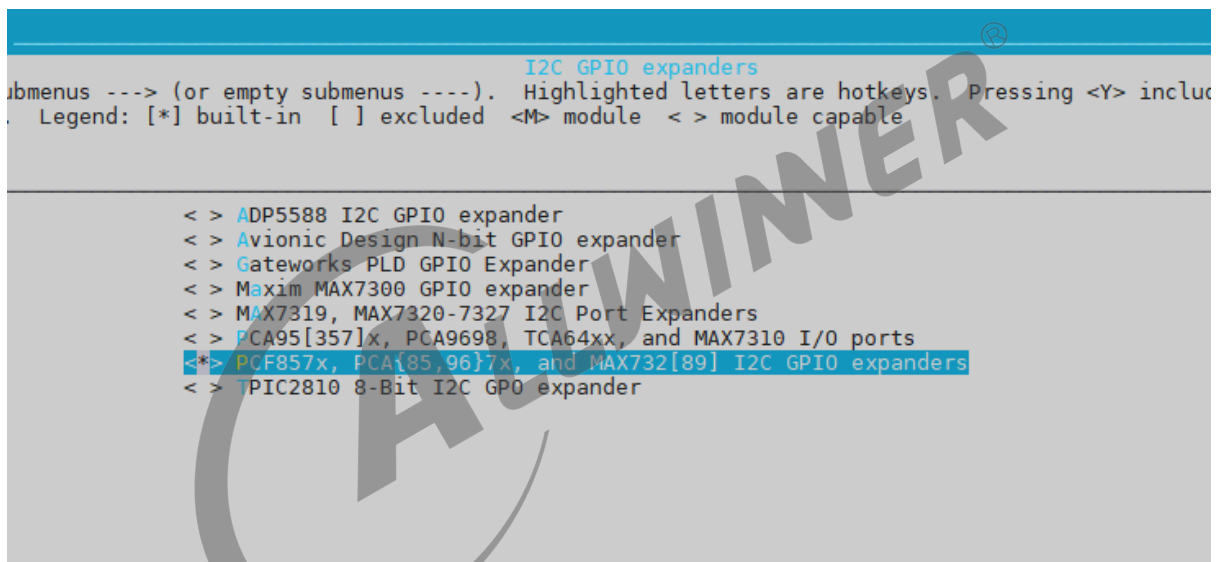 I2C GPIO expanders
ubmenus ---> (or empty submenus ----).  Highlighted letters are hotkeys.  Pressing <Y> includ
.  Legend: [*] built-in  [ ] excluded  <M> module  < > module capable
< > ADP5588 I2C GPIO expander
< > Avionic Design N-bit GPIO expander
< > Gateworks PLD GPIO Expander
< > Maxim MAX7300 GPIO expander
< > MAX7319, MAX7320-7327 I2C Port Expanders
< > PCA95[357]x, PCA9698, TCA64xx, and MAX7310 I/O ports
<*> PCF857x, PCA{85,96}7x, and MAX732[89] I2C GPIO expanders
< > TPIC2810 8-Bit I2C GPO expander
ALLWINNER®